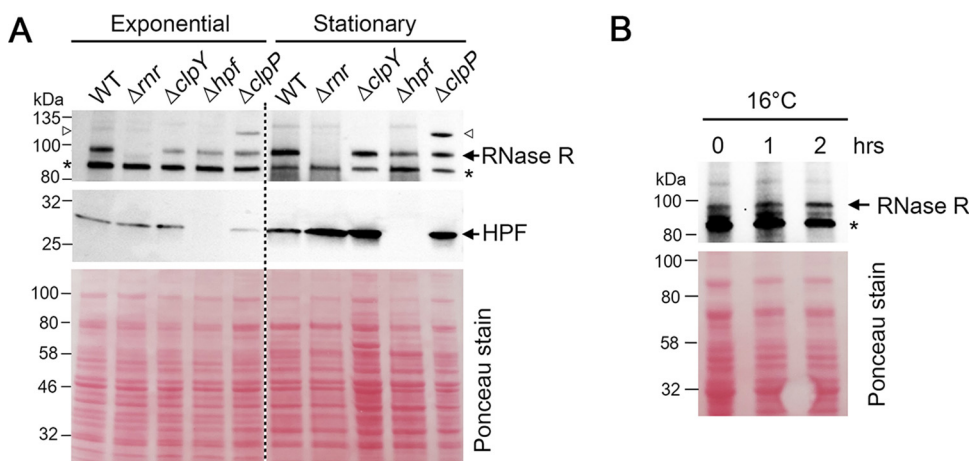 A
Exponential
Stationary
WT Δrnr ΔclpY Δhpf ΔclpP WT Δrnr ΔclpY Δhpf ΔclpP
kDa
135
100
* 80
RNase R
*
32
25
HPF
100
80
58
46
32
Ponceau stain
B
16°C
0 1 2 hrs
kDa
100
80
RNase R
*
100
80
58
32
Ponceau stain